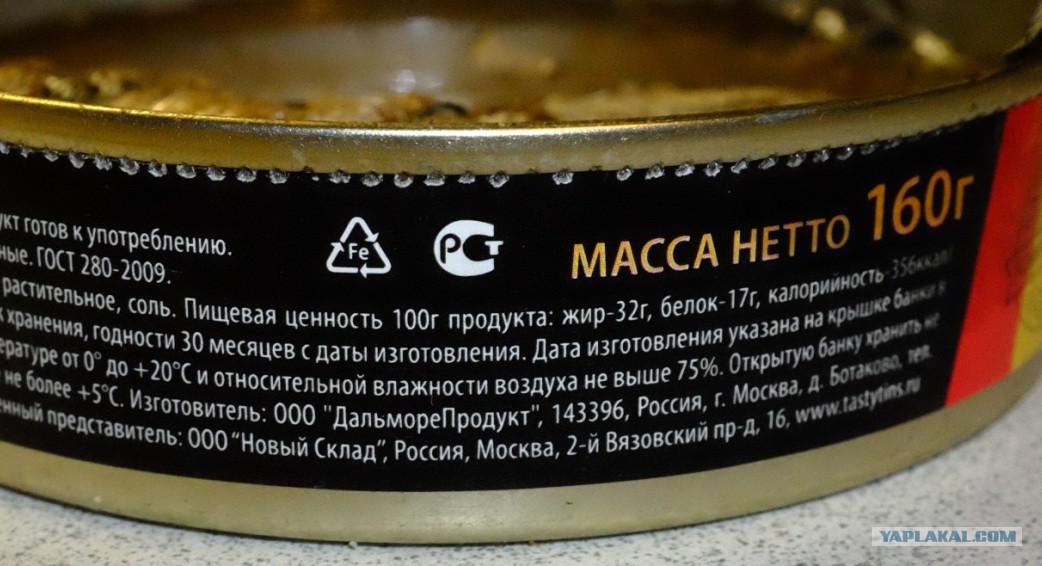 укт готов к употреблению.
ные. ГОСТ 280-2009.
Fe
РСТ
МАССА НЕТТО 160г
растительное, соль. Пищевая ценность 100г продукта: жир-32г, белок-17г, калорийность-356ккал/
хранения, годности 30 месяцев с даты изготовления. Дата изготовления указана на крышке банки в
ературе от 0° до +20°С и относительной влажности воздуха не выше 75%. Открытую банку хранить не
не более +5°С. Изготовитель: ООО "ДальмореПродукт", 143396, Россия, г. Москва, д. Ботаково, тел.
енный представитель: ООО "Новый Склад", Россия, Москва, 2-й Вязовский пр-д, 16, www.tastytins.ru
YAPLAKAL.COM